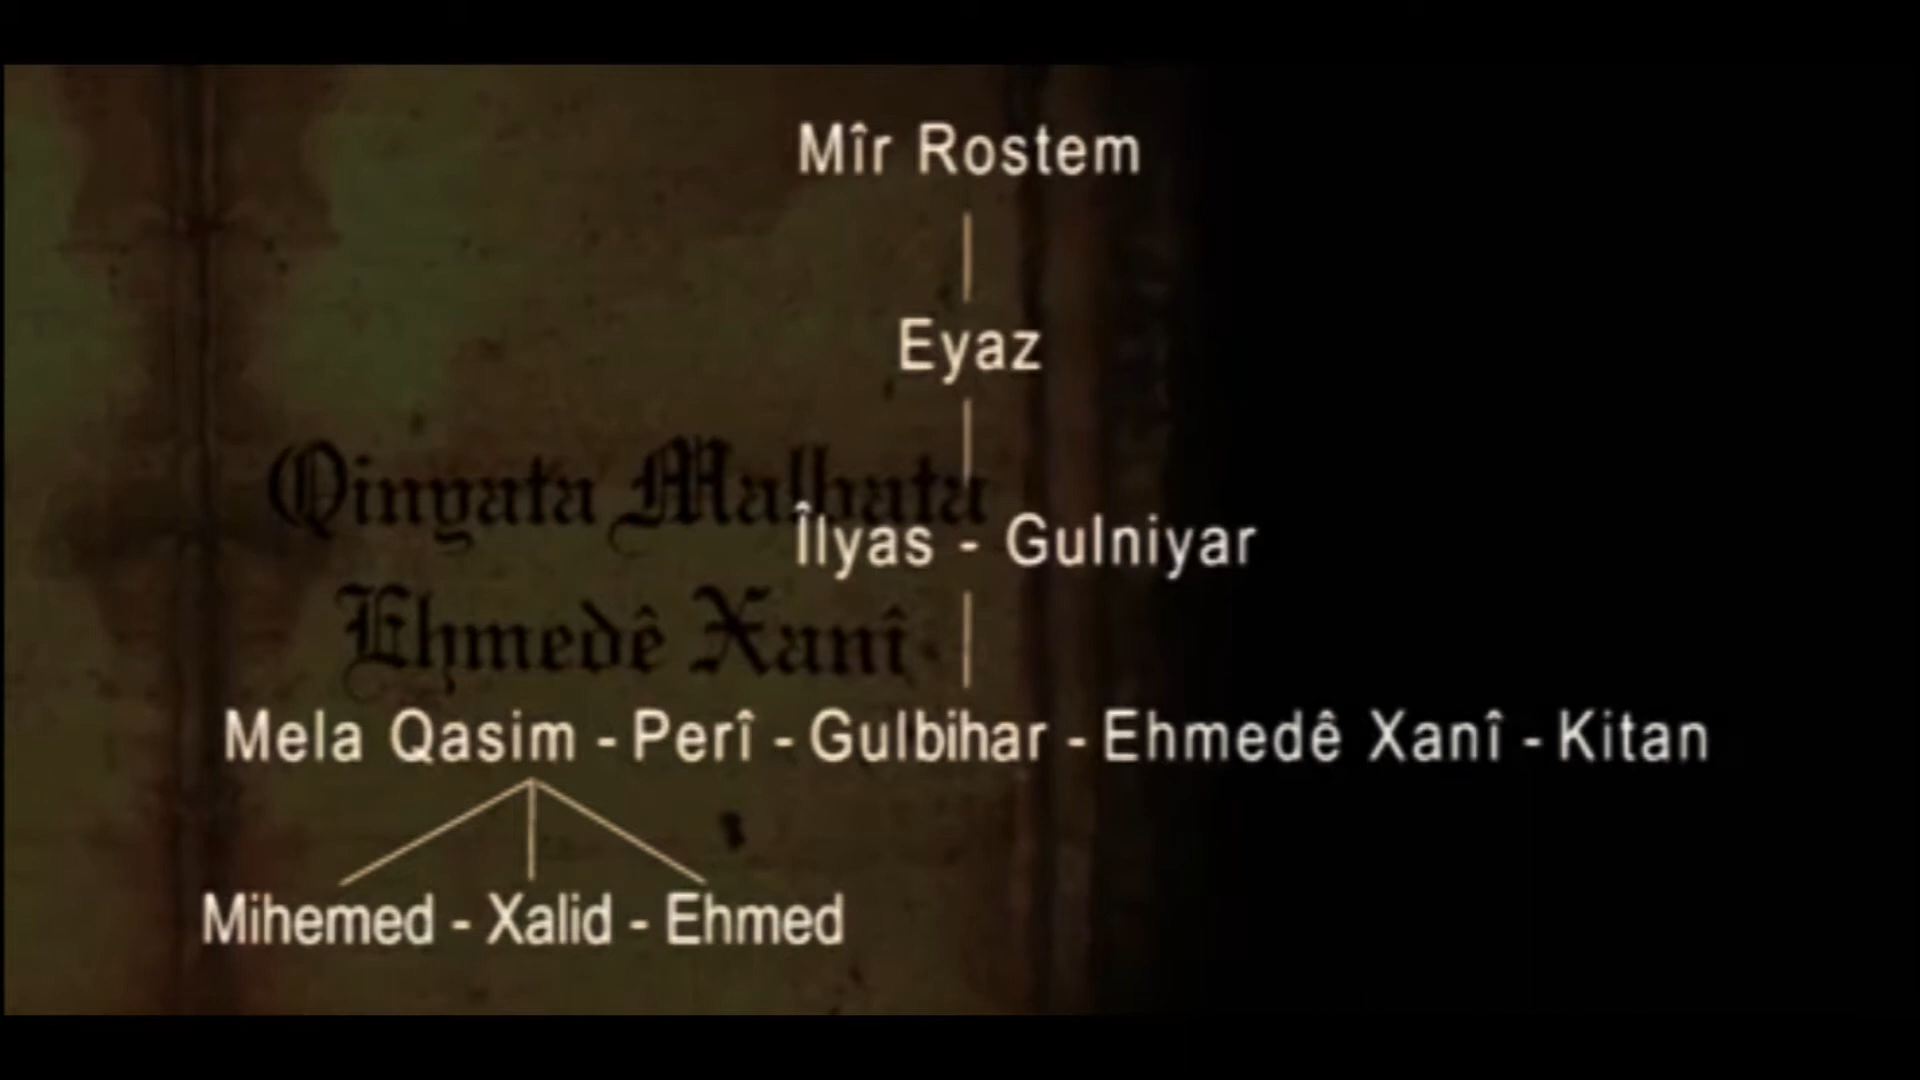 Mîr Rostem
Eyaz
Qinyata Malbata
Îlyas - Gulniyar
Ehmedê Xanî
Mela Qasim - Perî - Gulbihar - Ehmedê Xanî - Kitan
Mihemed - Xalid - Ehmed